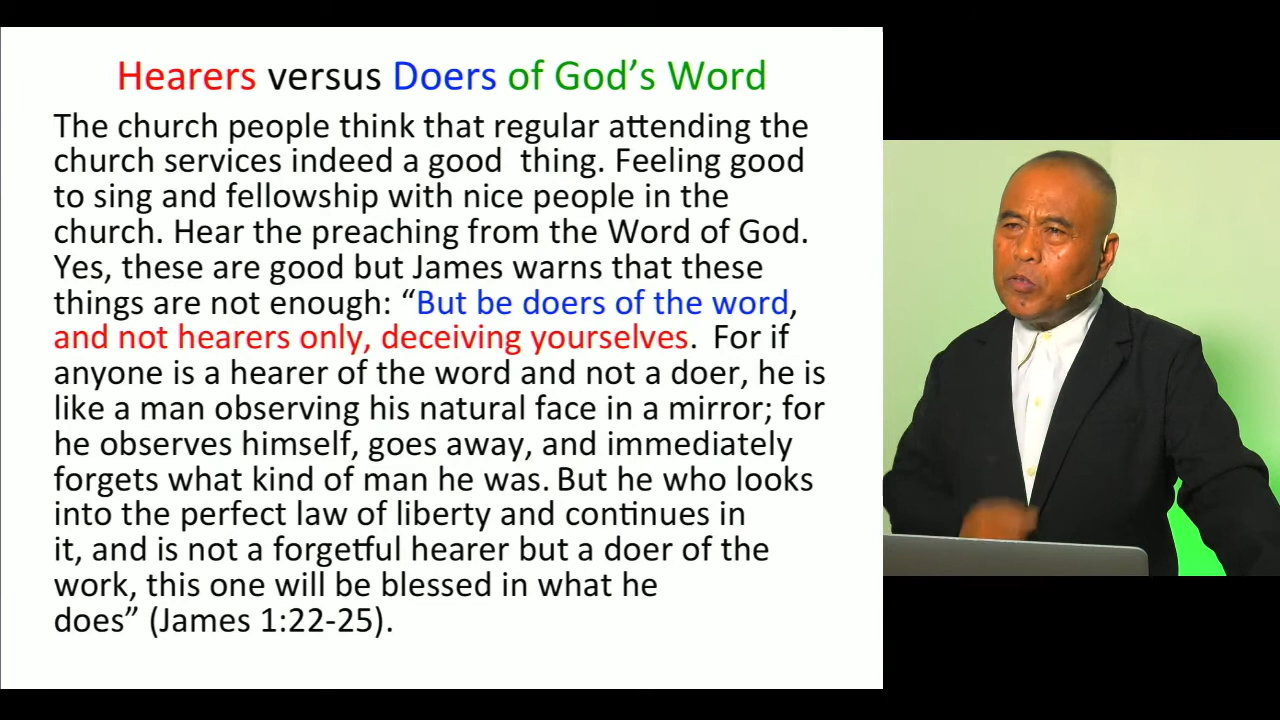 Hearers versus Doers of God’s Word
The church people think that regular attending the
church services indeed a good  thing. Feeling good
to sing and fellowship with nice people in the
church. Hear the preaching from the Word of God.
Yes, these are good but James warns that these
things are not enough: “But be doers of the word,
and not hearers only, deceiving yourselves.  For if
anyone is a hearer of the word and not a doer, he is
like a man observing his natural face in a mirror; for
he observes himself, goes away, and immediately
forgets what kind of man he was. But he who looks
into the perfect law of liberty and continues in
it, and is not a forgetful hearer but a doer of the
work, this one will be blessed in what he
does” (James 1:22-25).